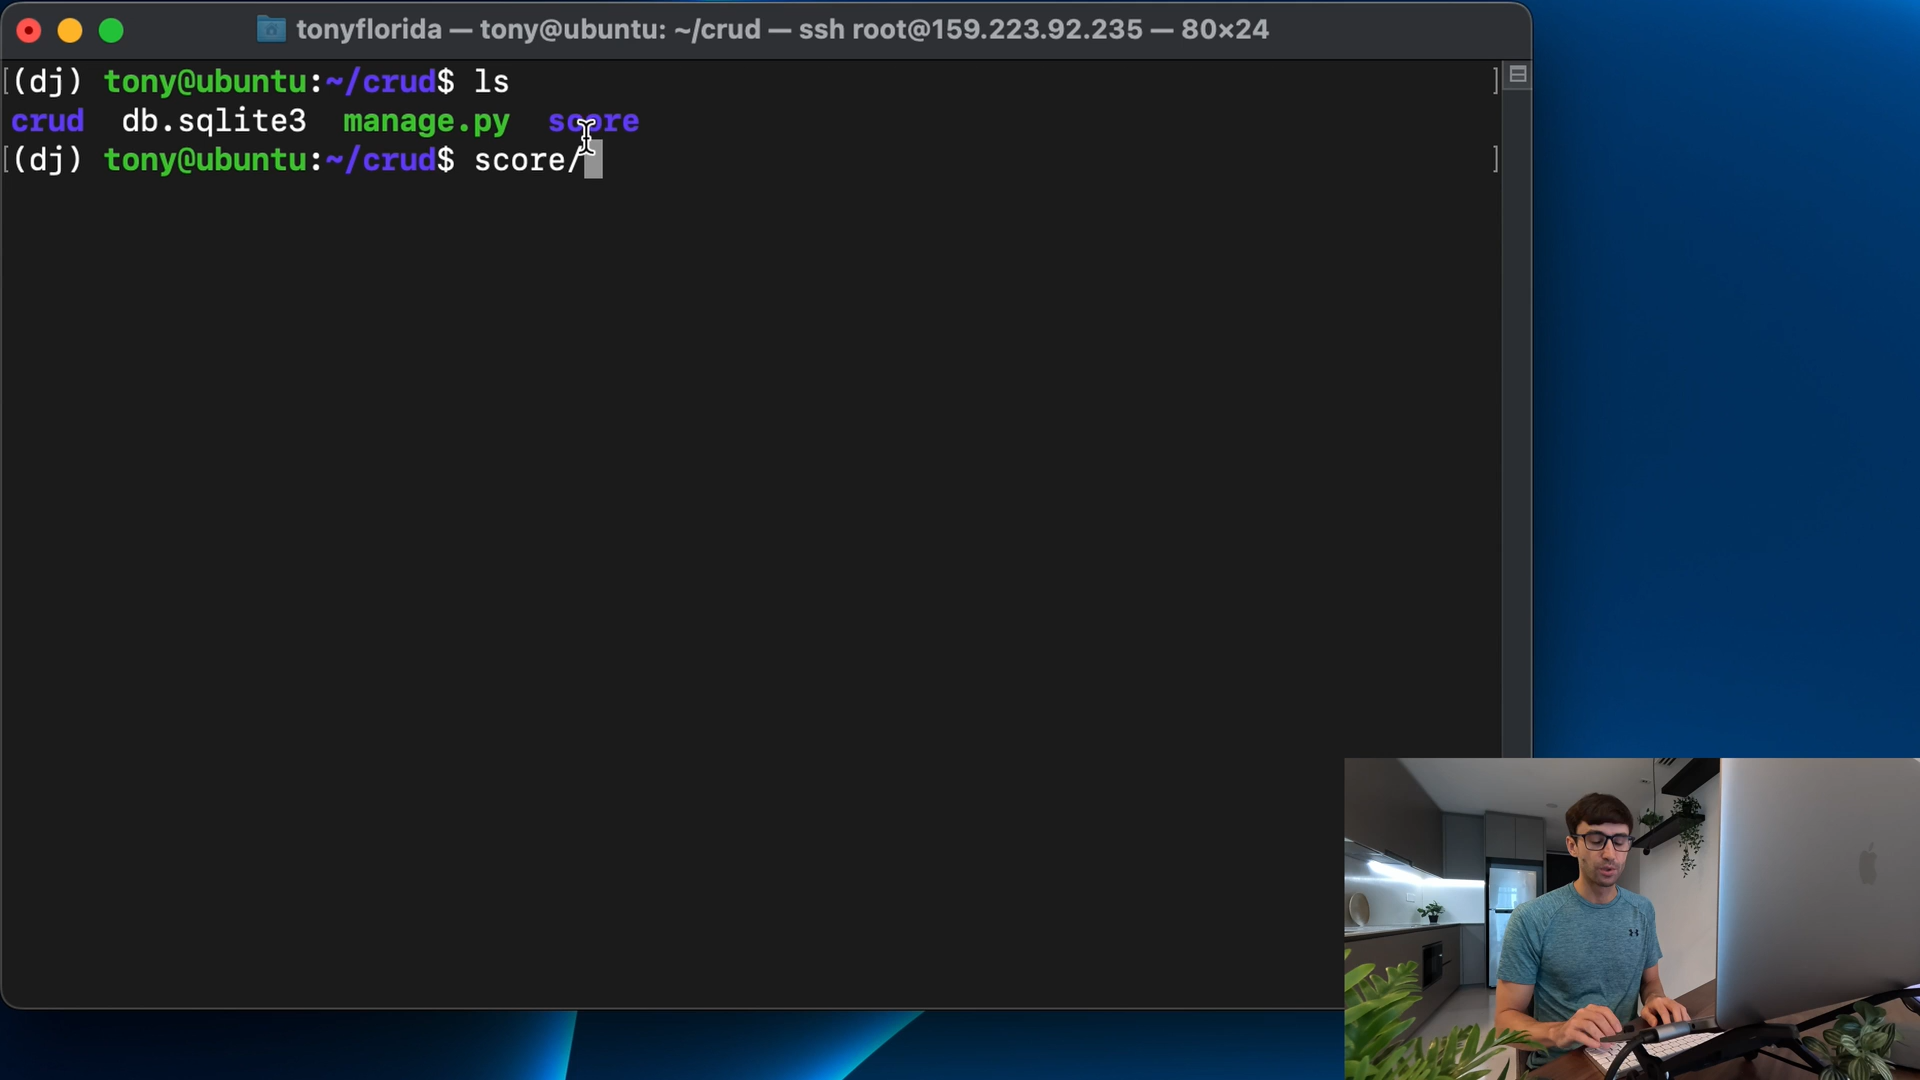 tonyflorida — tony@ubuntu: ~/crud — ssh root@159.223.92.235 — 80×24
[(dj) tony@ubuntu:~/crud$ ls ]
crud db.sqlite3 manage.py score
[(dj) tony@ubuntu:~/crud$ score/ ]